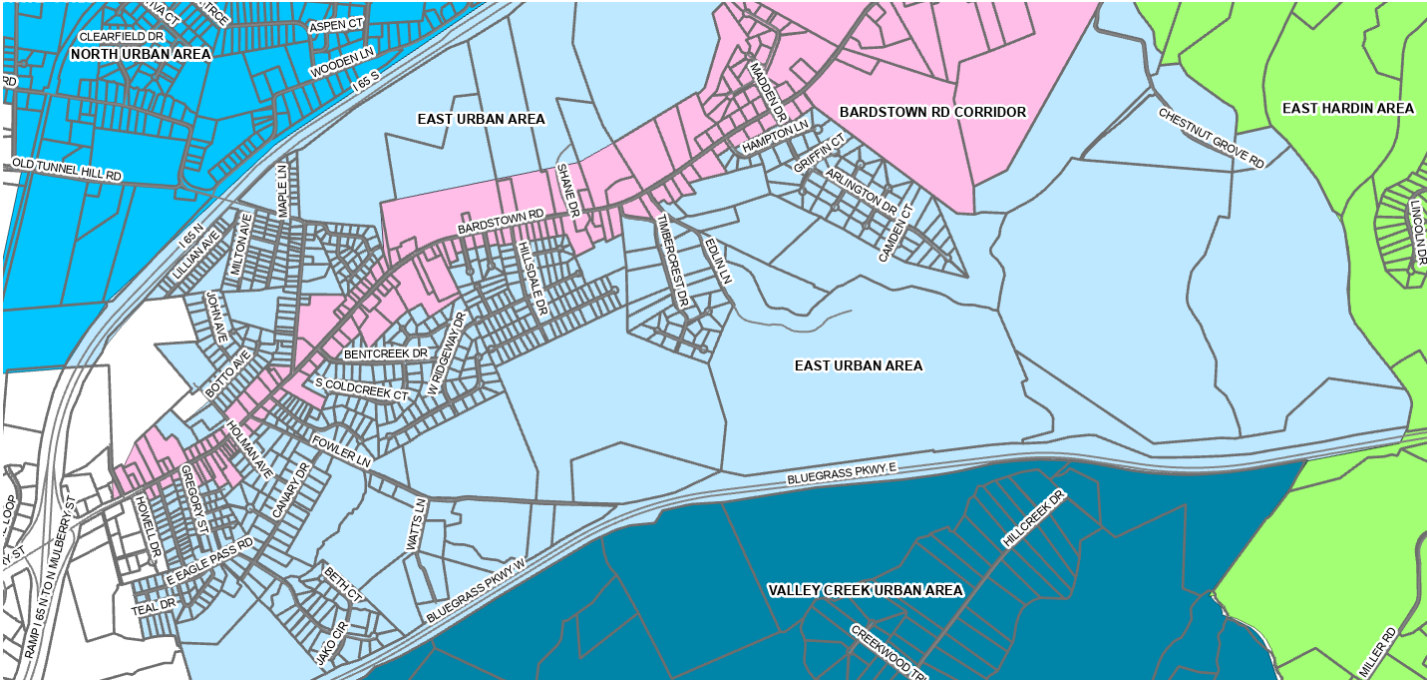 ASPEN CT
CLEARFIELD DR
NORTH URBAN AREA
WOODEN LN
I 65 S
RD
OLD TUNNEL HILL RD
EAST URBAN AREA
MADDEN DR
HAMPTON LN
BARDSTOWN RD CORRIDOR
EAST HARDIN AREA
CHESTNUT GROVE RD
GRIFFIN CT
ARLINGTON DR
CAMDEN CT
LINCOLN DR
MAPLE LN
SHANE DR
BARDSTOWN RD
I 65 N
LILLIAN AVE
MILTON AVE
HILLSDALE DR
TIMBERCREST DR
EDLIN LN
JOHN AVE
BENTCREEK DR
W RIDGEWAY DR
BOTTO AVE
S COLDCREEK CT
EAST URBAN AREA
HOLMAN AVE
FOWLER LN
GREGORY ST
CANARY DR
BLUEGRASS PKWY E
HOWELL DR
WATTS LN
LOOP
RAMP I 65 N TO N MULBERRY ST
E EAGLE PASS RD
HILLCREEK DR
TEAL DR
BETH CT
JAKO CIR
BLUEGRASS PKWY W
VALLEY CREEK URBAN AREA
CREEKWOOD TR
MILLER RD